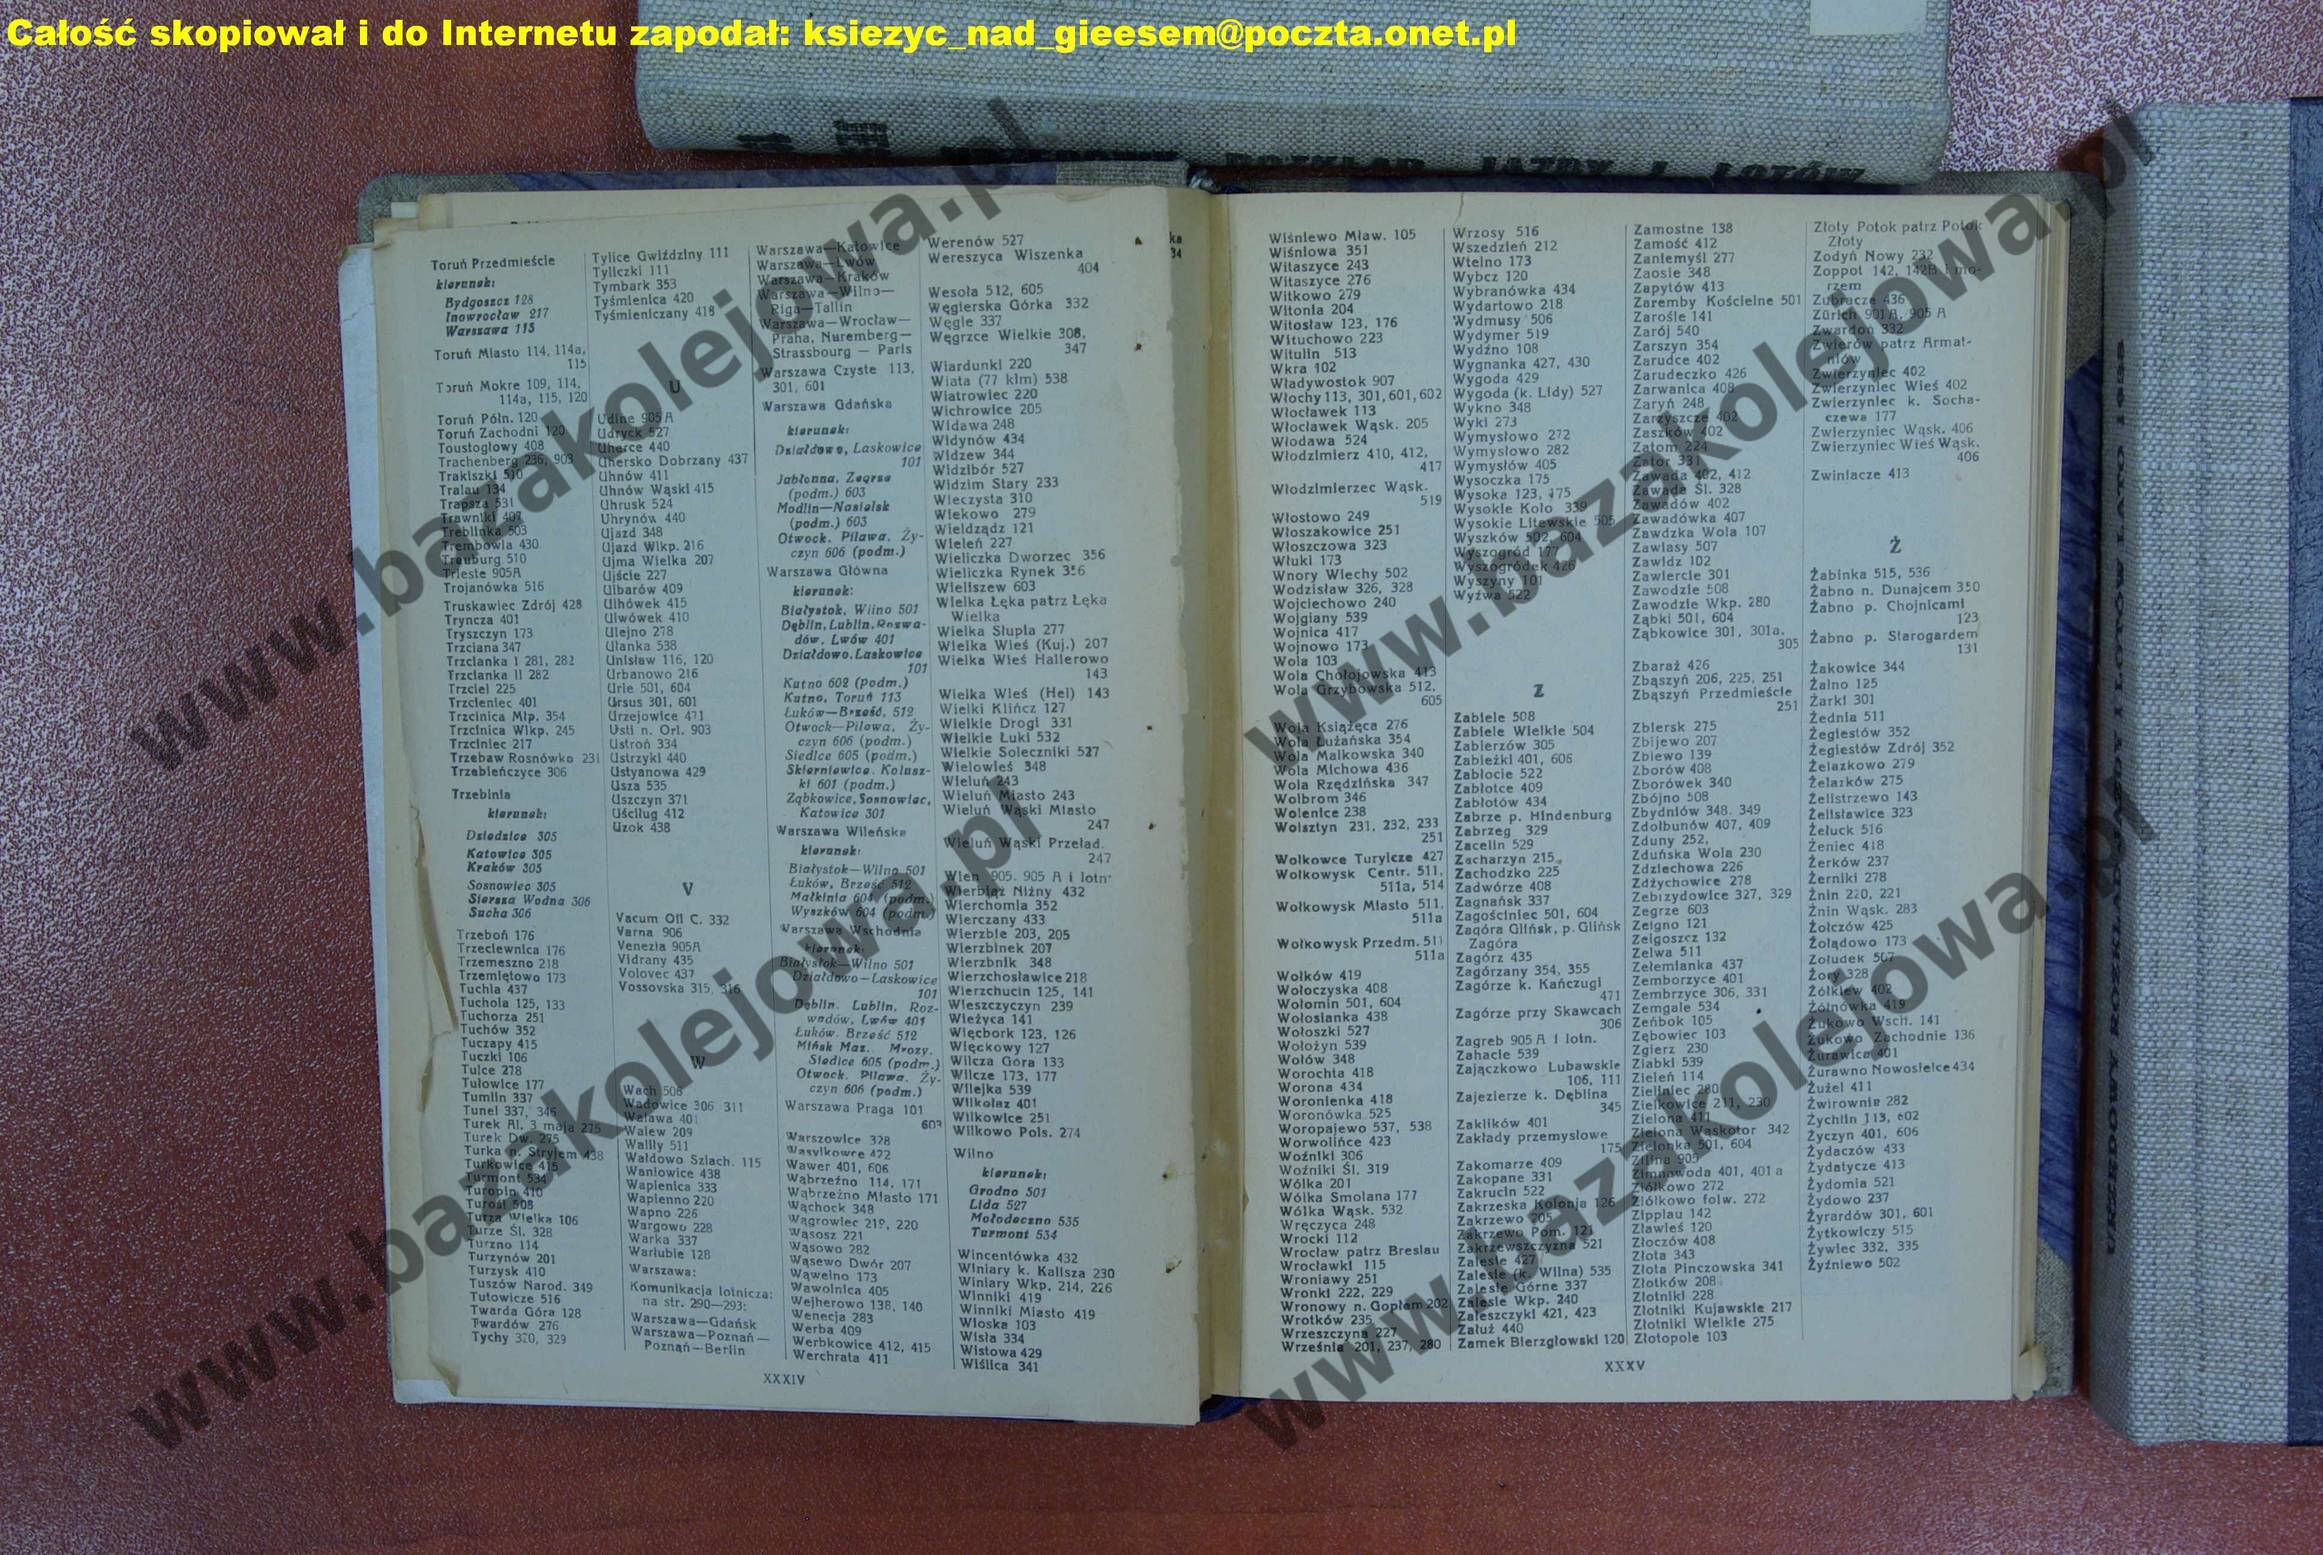 Całość skopiował i do Internetu zapodał: ksiezyc_nad_gieesem@poczta.onet.pl
Toruń Przedmieście
kierunek:
Bydgoszcz 128
Inowrocław 217
Warszawa 115
Toruń Miasto 114, 114a,
115
Toruń Mokre 109, 114,
114a, 115, 120
Toruń Półn. 120
Toruń Zachodni 120
Toustogłowy 408
Trachenberg 236, 903
Trakiszki 510
Tralau 134
Trapsza 531
Trawniki 407
Treblinka 503
Trembowla 430
Treuburg 510
Trieste 905A
Trojanówka 516
Truskawiec Zdrój 428
Tryncza 401
Tryszczyn 173
Trzciana 347
Trzcianka I 281, 282
Trzcianka II 282
Trzciel 225
Trzcieniec 401
Trzcinica Młp. 354
Trzcinica Wlkp. 245
Trzciniec 217
Trzebaw Rosnówko 231
Trzebieńczyce 306
Trzebinia
kierunek:
Dziedzice 305
Katowice 305
Kraków 305
Sosnowiec 305
Siersza Wodna 306
Sucha 306
Trzeboń 176
Trzeciewnica 176
Trzemeszno 218
Trzemiętowo 173
Tuchla 437
Tuchola 125, 133
Tuchorza 251
Tuchów 352
Tuczapy 415
Tuczki 106
Tulce 278
Tułowice 177
Tumlin 337
Tunel 337, 346
Turek Al. 3 maja 275
Turek Dw. 275
Turka n. Stryjem 438
Turkowice 415
Turmont 534
Turopin 410
Turośl 508
Turza Wielka 106
Turze Śl. 328
Turzno 114
Turzynów 201
Turzysk 410
Tuszów Narod. 349
Tutowicze 516
Twarda Góra 128
Twardów 276
Tychy 320, 329
Tylice Gwiździny 111
Tyliczki 111
Tymbark 353
Tyśmienica 420
Tyśmieniczany 418
U
Udine 905A
Udryck 527
Uherce 440
Uhersko Dobrzany 437
Uhnów 411
Uhnów Wąski 415
Uhrusk 524
Uhrynów 440
Ujazd 348
Ujazd Wlkp. 216
Ujma Wielka 207
Ujście 227
Ulbarów 409
Ulhówek 415
Ulwówek 410
Ulejno 278
Ułanka 538
Unisław 116, 120
Urbanowo 216
Urle 501, 604
Ursus 301, 601
Urzejowice 471
Usti n. Orl. 903
Ustroń 334
Ustrzyki 440
Ustyanowa 429
Usza 535
Uszczyn 371
Uściług 412
Uzok 438
V
Vacum Oil C. 332
Varna 906
Venezia 905A
Vidrany 435
Volovec 437
Vossovska 315, 316
W
Wach 508
Wadowice 306 311
Walawa 401
Walew 209
Waliły 511
Wałdowo Szlach. 115
Waniowice 438
Wapienica 333
Wapienno 220
Wapno 226
Wargowo 228
Warka 337
Warlubie 128
Warszawa:
Komunikacja lotnicza:
na str. 290—293:
Warszawa—Gdańsk
Warszawa—Poznań—
Poznań—Berlin
Warszawa—Katowice
Warszawa—Lwów
Warszawa—Kraków
Warszawa—Wilno—
Riga—Tallin
Warszawa—Wrocław—
Praha, Nuremberg—
Strassbourg — Paris
Warszawa Czyste 113,
301, 601
Warszawa Gdańska
kierunek:
Działdowo, Laskowice
101
Jabłonna, Zegrze
(podm.) 603
Modlin—Nasielsk
(podm.) 603
Otwock, Pilawa, Ży-
czyn 606 (podm.)
Warszawa Główna
kierunek:
Białystok, Wilno 501
Dęblin, Lublin, Rozwa-
dów, Lwów 401
Działdowo, Laskowice
101
Kutno 602 (podm.)
Kutno, Toruń 113
Łuków—Brześć, 512
Otwock—Pilawa, Ży-
czyn 606 (podm.)
Siedlce 605 (podm.)
Skierniewice, Kolusz-
ki 601 (podm.)
Ząbkowice, Sosnowiec,
Katowice 301
Warszawa Wileńska
kierunek:
Białystok—Wilno 501
Łuków, Brześć 512
Małkinia 604 (podm.
Wyszków 604 (podm.)
Warszawa Wschodnia
kierunek:
Białystok—Wilno 501
Działdowo—Laskowice
101
Dęblin, Lublin, Roz-
wadów, Lwów 401
Łuków, Brześć 512
Mińsk Maz. Mrozy,
Siedlce 605 (podm.)
Otwock, Pilawa, Ży-
czyn 606 (podm.)
Warszawa Praga 101
603
Warszowice 328
Wasylkowce 422
Wawer 401, 606
Wąbrzeźno 114, 171
Wąbrzeźno Miasto 171
Wąchock 348
Wągrowiec 219, 220
Wąsosz 221
Wąsowo 282
Wąsewo Dwór 207
Wąwelno 173
Wąwolnica 405
Wejherowo 138, 140
Wenecja 283
Werba 409
Werbkowice 412, 415
Werchrata 411
Werenów 527
Wereszyca Wiszenka
404
Wesoła 512, 605
Węgierska Górka 332
Węgle 337
Węgrzce Wielkie 308,
347
Wiardunki 220
Wiata (77 klm) 538
Wiatrowiec 220
Wichrowice 205
Widawa 248
Widynów 434
Widzew 344
Widzibór 527
Widzim Stary 233
Wieczysta 310
Wiekowo 279
Wieldządz 121
Wieleń 227
Wieliczka Dworzec 356
Wieliczka Rynek 356
Wieliszew 603
Wielka Łęka patrz Łęka
Wielka
Wielka Słupia 277
Wielka Wieś (Kuj.) 207
Wielka Wieś Hallerowo
143
Wielka Wieś (Hel) 143
Wielki Klińcz 127
Wielkie Drogi 331
Wielkie Łuki 532
Wielkie Soleczniki 527
Wielowieś 348
Wieluń 243
Wieluń Miasto 243
Wieluń Wąski Miasto
247
Wieluń Wąski Przeład.
247
Wien 905. 905 A i lotn
Wierbiąż Niżny 432
Wierchomla 352
Wierczany 433
Wierzbie 203, 205
Wierzbinek 207
Wierzbnik 348
Wierzchosławice 218
Wierzchucin 125, 141
Wieszczyczyn 239
Wieżyca 141
Więcbork 123, 126
Więckowy 127
Wilcza Góra 133
Wilcze 173, 177
Wilejka 539
Wilkołaz 401
Wilkowice 251
Wilkowo Pols. 274
Wilno
kierunek:
Grodno 501
Lida 527
Mołodeczno 535
Turmont 534
Wincentówka 432
Winiary k. Kalisza 230
Winiary Wkp. 214, 226
Winniki 419
Winniki Miasto 419
Wioska 103
Wisła 334
Wistowa 429
Wiślica 341
XXXIV
Wiśniewo Mław. 105
Wiśniowa 351
Witaszyce 243
Witaszyce 276
Witkowo 279
Witonia 204
Witosław 123, 176
Wituchowo 223
Witulin 513
Wkra 102
Władywostok 907
Włochy 113, 301, 601, 602
Włocławek 113
Włocławek Wąsk. 205
Włodawa 524
Włodzimierz 410, 412,
417
Włodzimierzec Wąsk.
519
Włostowo 249
Włoszakowice 251
Włoszczowa 323
Włuki 173
Wnory Wiechy 502
Wodzisław 326, 328
Wojciechowo 240
Wojgiany 539
Wojnica 417
Wojnowo 173
Wola 103
Wola Chołojowska 413
Wola Grzybowska 512,
605
Wola Książęca 276
Wola Łużańska 354
Wola Malkowska 340
Wola Michowa 436
Wola Rzędzińska 347
Wolbrom 346
Wolenice 238
Wolsztyn 231, 232, 233
251
Wołkowce Turylcze 427
Wołkowysk Centr. 511,
511a, 514
Wołkowysk Miasto 511,
511a
Wołkowysk Przedm. 511
511a
Wołków 419
Wołoczyska 408
Wołomin 501, 604
Wołosianka 438
Wołoszki 527
Wołożyn 539
Wołów 348
Worochta 418
Worona 434
Woronienka 418
Woronówka 525
Woropajewo 537, 538
Worwolińce 423
Woźniki 306
Woźniki Śl. 319
Wólka 201
Wólka Smolana 177
Wólka Wąsk. 532
Wręczyca 248
Wrocki 112
Wrocław patrz Breslau
Wrocławki 115
Wroniawy 251
Wronki 222, 229
Wronowy n. Gopłem 202
Wrotków 235
Wrzeszczyna 227
Września 201, 237, 280
Wrzosy 516
Wszedzień 212
Wtelno 173
Wybcz 120
Wybranówka 434
Wydartowo 218
Wydmusy 506
Wydymer 519
Wydźno 108
Wygnanka 427, 430
Wygoda 429
Wygoda (k. Lidy) 527
Wykno 348
Wyki 273
Wymysłowo 272
Wymysłowo 282
Wymysłów 405
Wysoczka 175
Wysoka 123, 175
Wysokie Koło 339
Wysokie Litewskie 505
Wyszków 502, 604
Wyszogród 177
Wyszogródek 426
Wyszyny 101
Wyźwa 522
Z
Zabiele 508
Zabiele Wielkie 504
Zabierzów 305
Zabieżki 401, 606
Zabłocie 522
Zabłotce 409
Zabłotów 434
Zabrze p. Hindenburg
Zabrzeg 329
Zacelin 529
Zacharzyn 215
Zachodzko 225
Zadwórze 408
Zagnańsk 337
Zagościniec 501, 604
Zagóra Glińsk, p. Glińsk
Zagóra
Zagórz 435
Zagórzany 354, 355
Zagórze k. Kańczugi
471
Zagórze przy Skawcach
306
Zagreb 905 A i lotn.
Zahacie 539
Zajączkowo Lubawskie
106, 111
Zajezierze k. Dęblina
345
Zaklików 401
Zakłady przemysłowe
175
Zakomarze 409
Zakopane 331
Zakrucin 522
Zakrzeska Kolonja 126
Zakrzewo 205
Zakrzewo Pom. 121
Zakrzewszczyzna 521
Zalesie 427
Zalesie (k. Wilna) 535
Zalesie Górne 337
Zalesie Wkp. 240
Zaleszczyki 421, 423
Załuż 440
Zamek Bierzgłowski 120
Zamostne 138
Zamość 412
Zaniemyśl 277
Zaosie 348
Zapytów 413
Zaremby Kościelne 501
Zarośle 141
Zarój 540
Zarszyn 354
Zarudce 402
Zarudeczko 426
Zarwanica 408
Zaryń 248
Zarzyszcze 402
Zaszków 402
Zatom 224
Zator 331
Zawada 402, 412
Zawada Śl. 328
Zawadów 402
Zawadówka 407
Zawdzka Wola 107
Zawiasy 507
Zawidz 102
Zawiercie 301
Zawodzie 508
Zawodzie Wkp. 280
Ząbki 501, 604
Ząbkowice 301, 301a,
305
Zbaraż 426
Zbąszyń 206, 225, 251
Zbąszyń Przedmieście
251
Zbiersk 275
Zbijewo 207
Zbiewo 139
Zborów 408
Zborówek 340
Zbójno 508
Zbydniów 348, 349
Zdołbunów 407, 409
Zduny 252,
Zduńska Wola 230
Zdziechowa 226
Zdżychowice 278
Zebrzydowice 327, 329
Zegrze 603
Zelgno 121
Zelgoszcz 132
Zelwa 511
Zełemianka 437
Zemborzyce 401
Zembrzyce 306, 331
Zemgale 534
Zeńbok 105
Zębowiec 103
Zgierz 230
Ziabki 539
Zieleń 114
Zieliniec 280
Zielkowice 211, 230
Zielona 411
Zielona Wąskotor 342
Zielonka 501, 604
Zilina 905
Zimnawoda 401, 401 a
Ziółkowo 272
Ziółkowo folw. 272
Zipplau 142
Zławieś 120
Złoczów 408
Złota 343
Złota Pinczowska 341
Złotków 208
Złotniki 228
Złotniki Kujawskie 217
Złotniki Wielkie 275
Złotopole 103
Złoty Potok patrz Potok
Złoty
Zodyń Nowy 232
Zoppot 142, 142B i mo-
rzem
Zubracze 436
Zürich 901A, 905 A
Zwardoń 332
Zwierów patrz Armat-
niów
Zwierzyniec 402
Zwierzyniec Wieś 402
Zwierzyniec k. Socha-
czewa 177
Zwierzyniec Wąsk. 406
Zwierzyniec Wieś Wąsk.
406
Zwiniacze 413
Ż
Żabinka 515, 536
Żabno n. Dunajcem 350
Żabno p. Chojnicami
123
Żabno p. Starogardem
131
Żakowice 344
Żalno 125
Żarki 301
Żednia 511
Żegiestów 352
Żegiestów Zdrój 352
Żelazkowo 279
Żelazków 275
Żelistrzewo 143
Żelisławice 323
Żeluck 516
Żeniec 418
Żerków 237
Żerniki 278
Żnin 220, 221
Żnin Wąsk. 283
Żołczów 425
Żołądowo 173
Żołudek 507
Żory 328
Żółkiew 402
Żółnówka 419
Żukowo Wsch. 141
Żukowo Zachodnie 136
Żurawica 401
Żurawno Nowosielce 434
Żużel 411
Żwirownia 282
Żychlin 113, 602
Życzyn 401, 606
Żydaczów 433
Żydatycze 413
Żydomia 521
Żydowo 237
Żyrardów 301, 601
Żytkowiczy 515
Żywiec 332, 335
Żyźniewo 502
XXXV
www.bazakolejowa.pl
www.bazakolejowa.pl
www.bazakolejowa.pl
www.bazakolejowa.pl